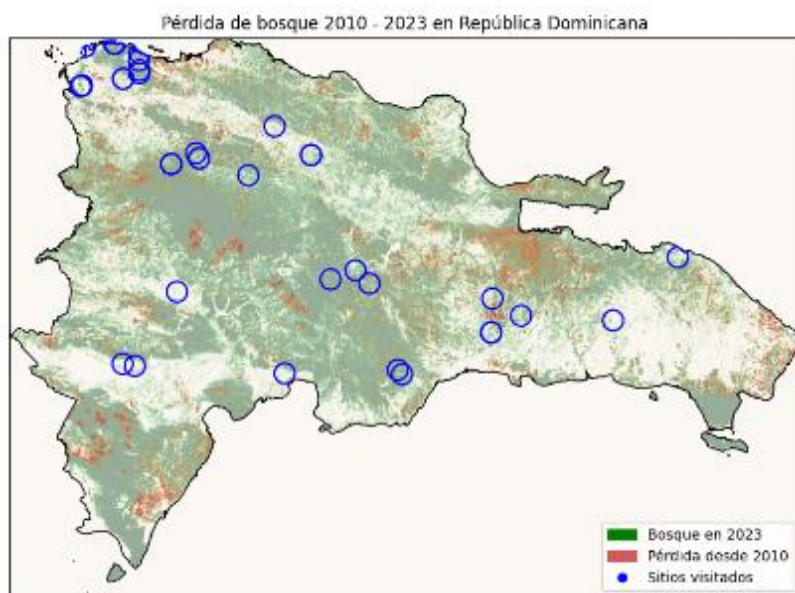 Pérdida de bosque 2010 - 2023 en República Dominicana
Bosque en 2023
Pérdida desde 2010
Sitios visitados